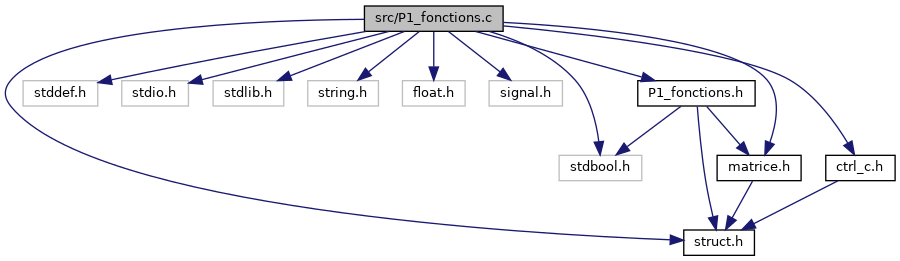 src/P1_fonctions.c
stddef.h
stdio.h
stdlib.h
string.h
float.h
signal.h
P1_fonctions.h
stdbool.h
matrice.h
ctrl_c.h
struct.h